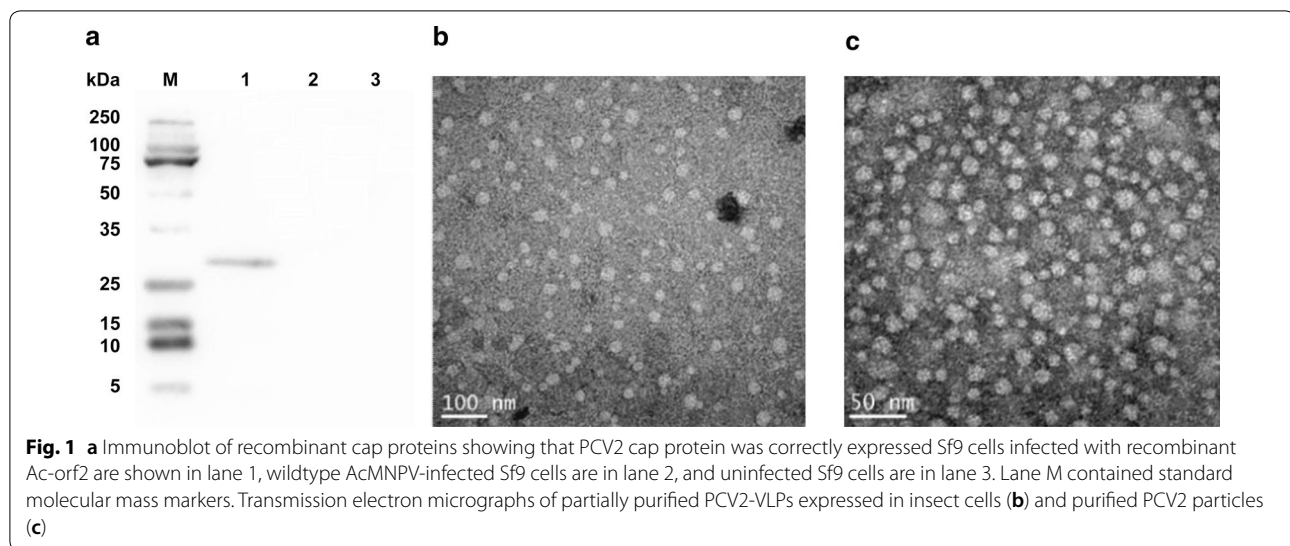 a
kDa M 1 2 3
250
100
75
50
35
25
15
10
5
b
100 nm
c
50 nm
Fig. 1 a Immunoblot of recombinant cap proteins showing that PCV2 cap protein was correctly expressed Sf9 cells infected with recombinant
Ac-orf2 are shown in lane 1, wildtype AcMNPV-infected Sf9 cells are in lane 2, and uninfected Sf9 cells are in lane 3. Lane M contained standard
molecular mass markers. Transmission electron micrographs of partially purified PCV2-VLPs expressed in insect cells (b) and purified PCV2 particles
(c)